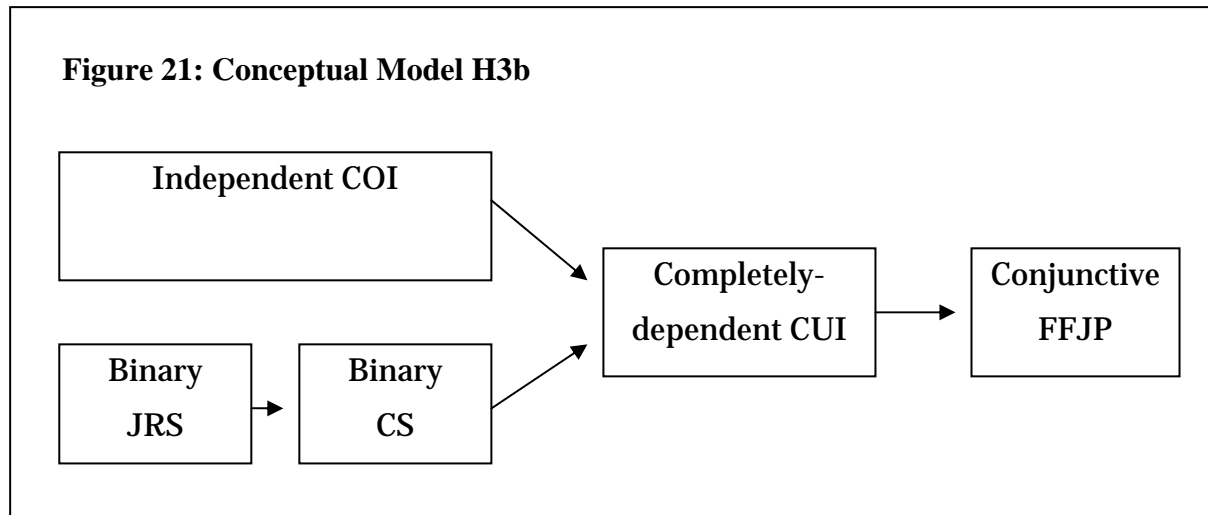 Figure 21: Conceptual Model H3b
Independent COI
Completely-
dependent CUI
Conjunctive
FFJP
Binary
JRS
Binary
CS